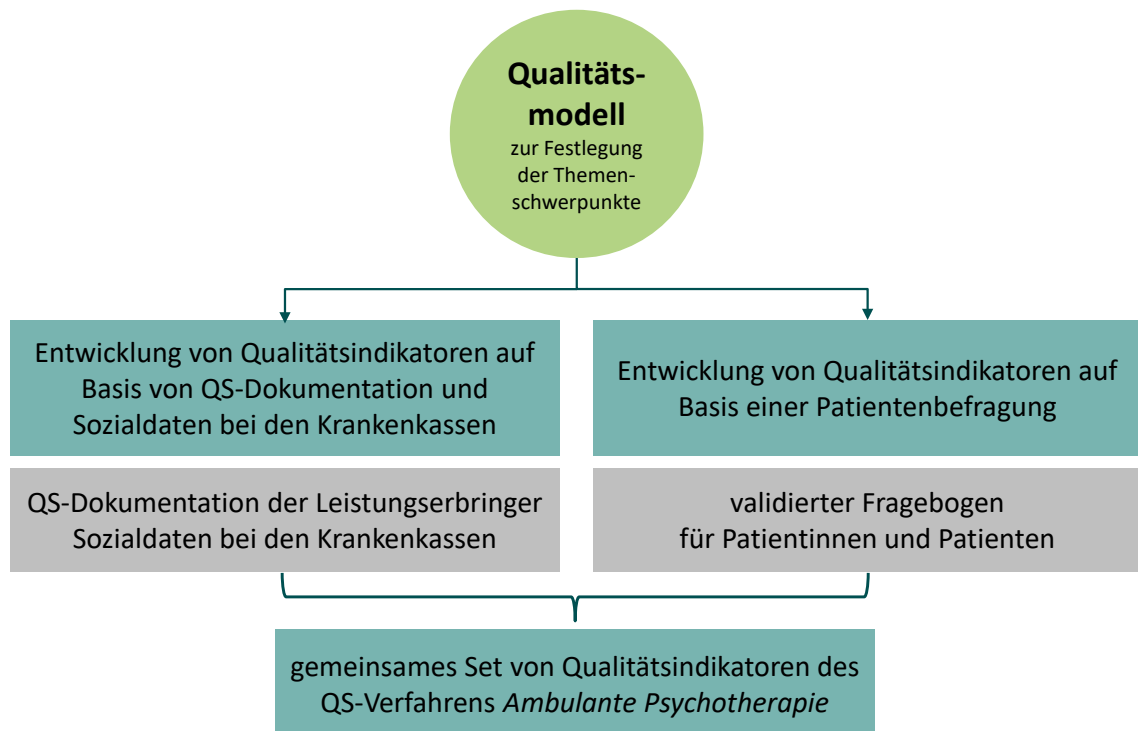 Qualitäts-
modell
zur Festlegung
der Themen-
schwerpunkte
Entwicklung von Qualitätsindikatoren auf
Basis von QS-Dokumentation und
Sozialdaten bei den Krankenkassen
Entwicklung von Qualitätsindikatoren auf
Basis einer Patientenbefragung
QS-Dokumentation der Leistungserbringer
Sozialdaten bei den Krankenkassen
validierter Fragebogen
für Patientinnen und Patienten
gemeinsames Set von Qualitätsindikatoren des
QS-Verfahrens Ambulante Psychotherapie